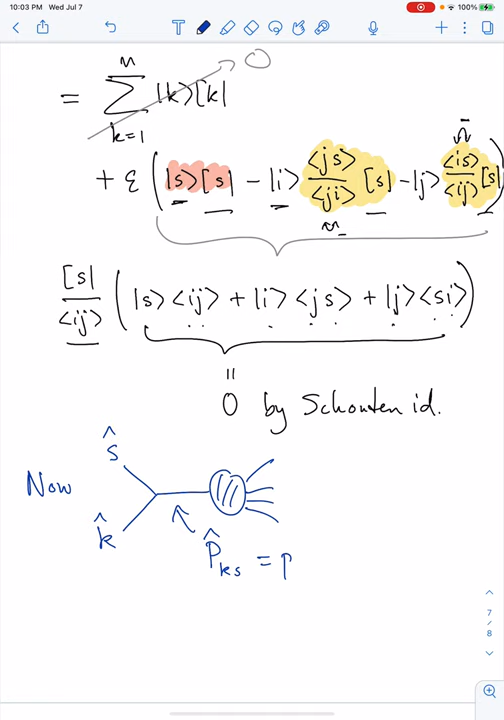 10:03 PM Wed Jul 7
100%
n
0
= Σ |k⟩[k|
k=1
+ ε ( |s⟩[s| − |i⟩ <js>/<ji> [s| − |j⟩ <is>/<ij> [s| )
[s|/<ij> ( |s⟩<ij> + |i⟩<js> + |j⟩<si> )
=
0 by Schouten id.
ŝ
Now
k̂
P̂ks = p
7
/
8